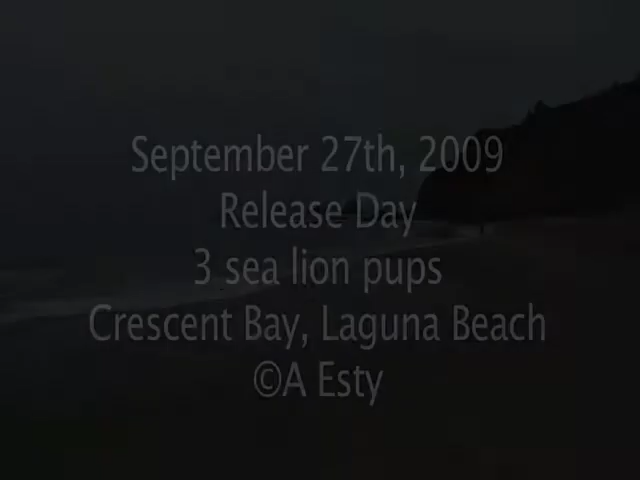 September 27th, 2009
Release Day
3 sea lion pups
Crescent Bay, Laguna Beach
©A Esty